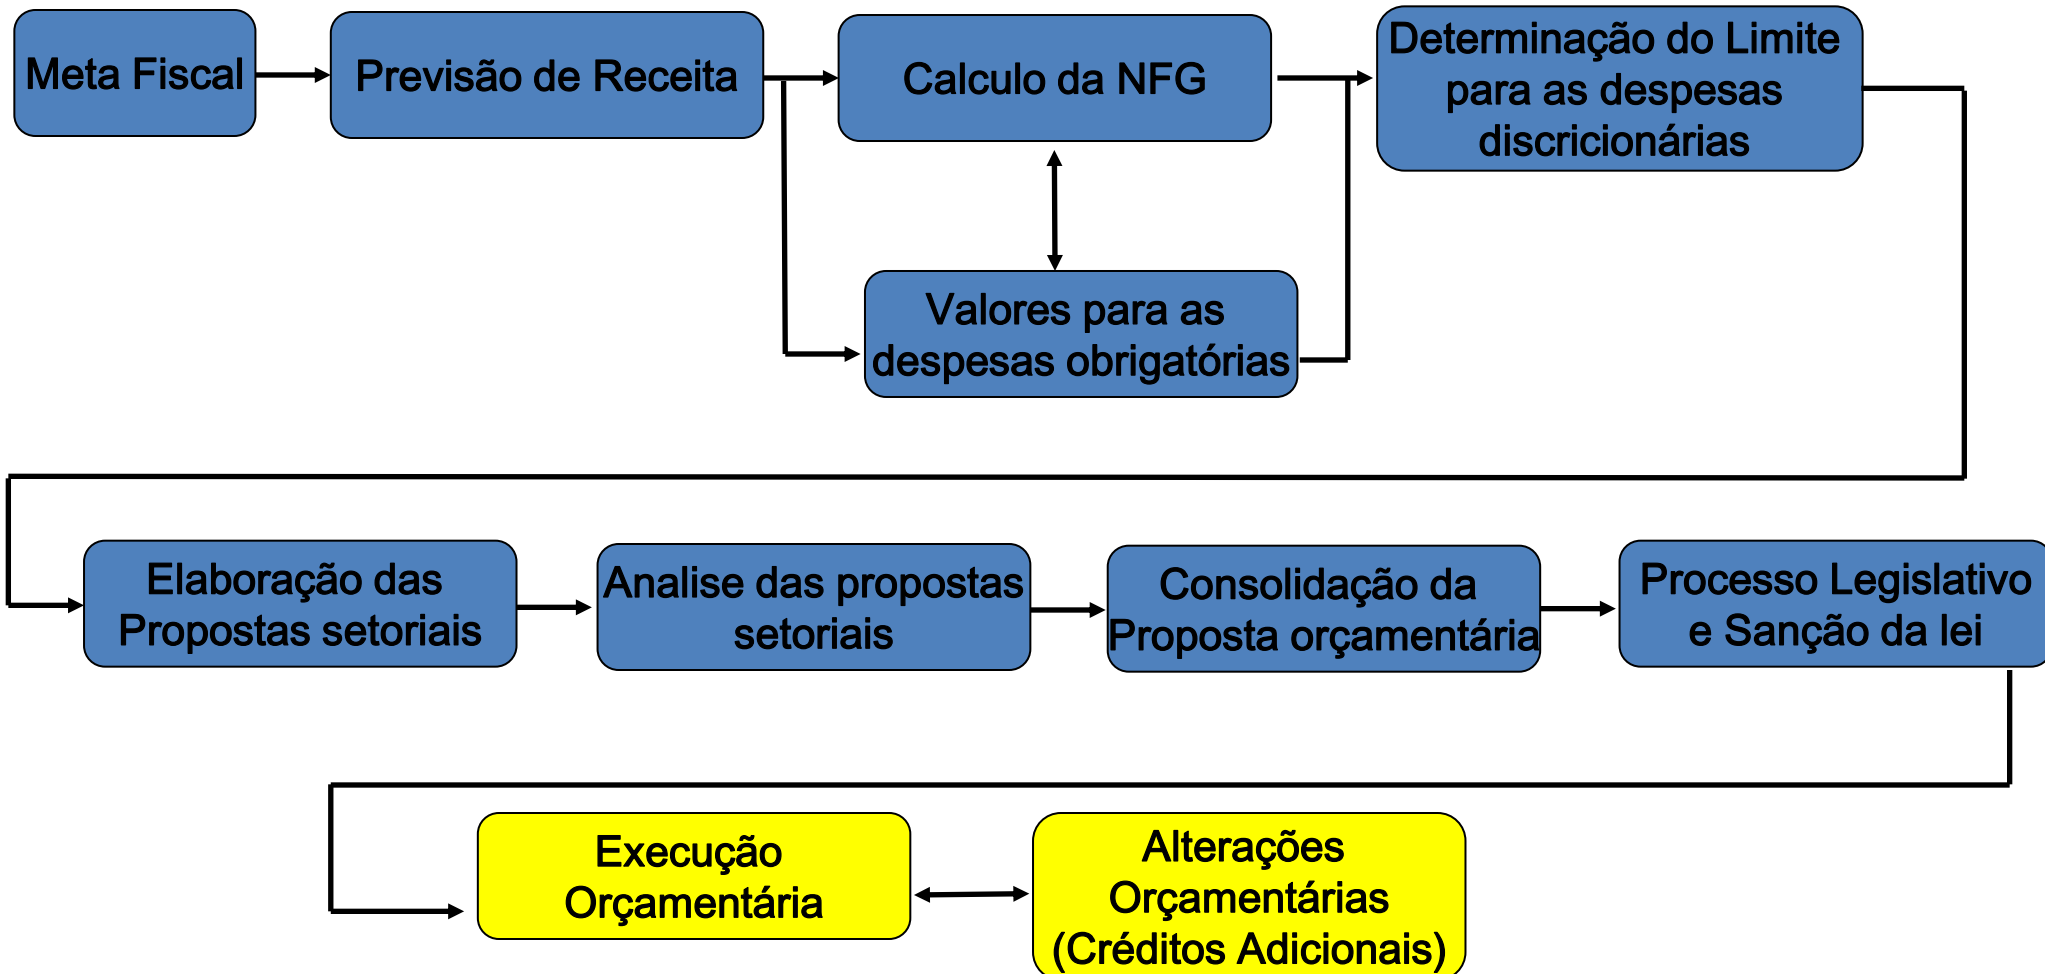 Meta Fiscal
Previsão de Receita
Calculo da NFG
Determinação do Limite
para as despesas
discricionárias
Valores para as
despesas obrigatórias
Elaboração das
Propostas setoriais
Analise das propostas
setoriais
Consolidação da
Proposta orçamentária
Processo Legislativo
e Sanção da lei
Execução
Orçamentária
Alterações
Orçamentárias
(Créditos Adicionais)